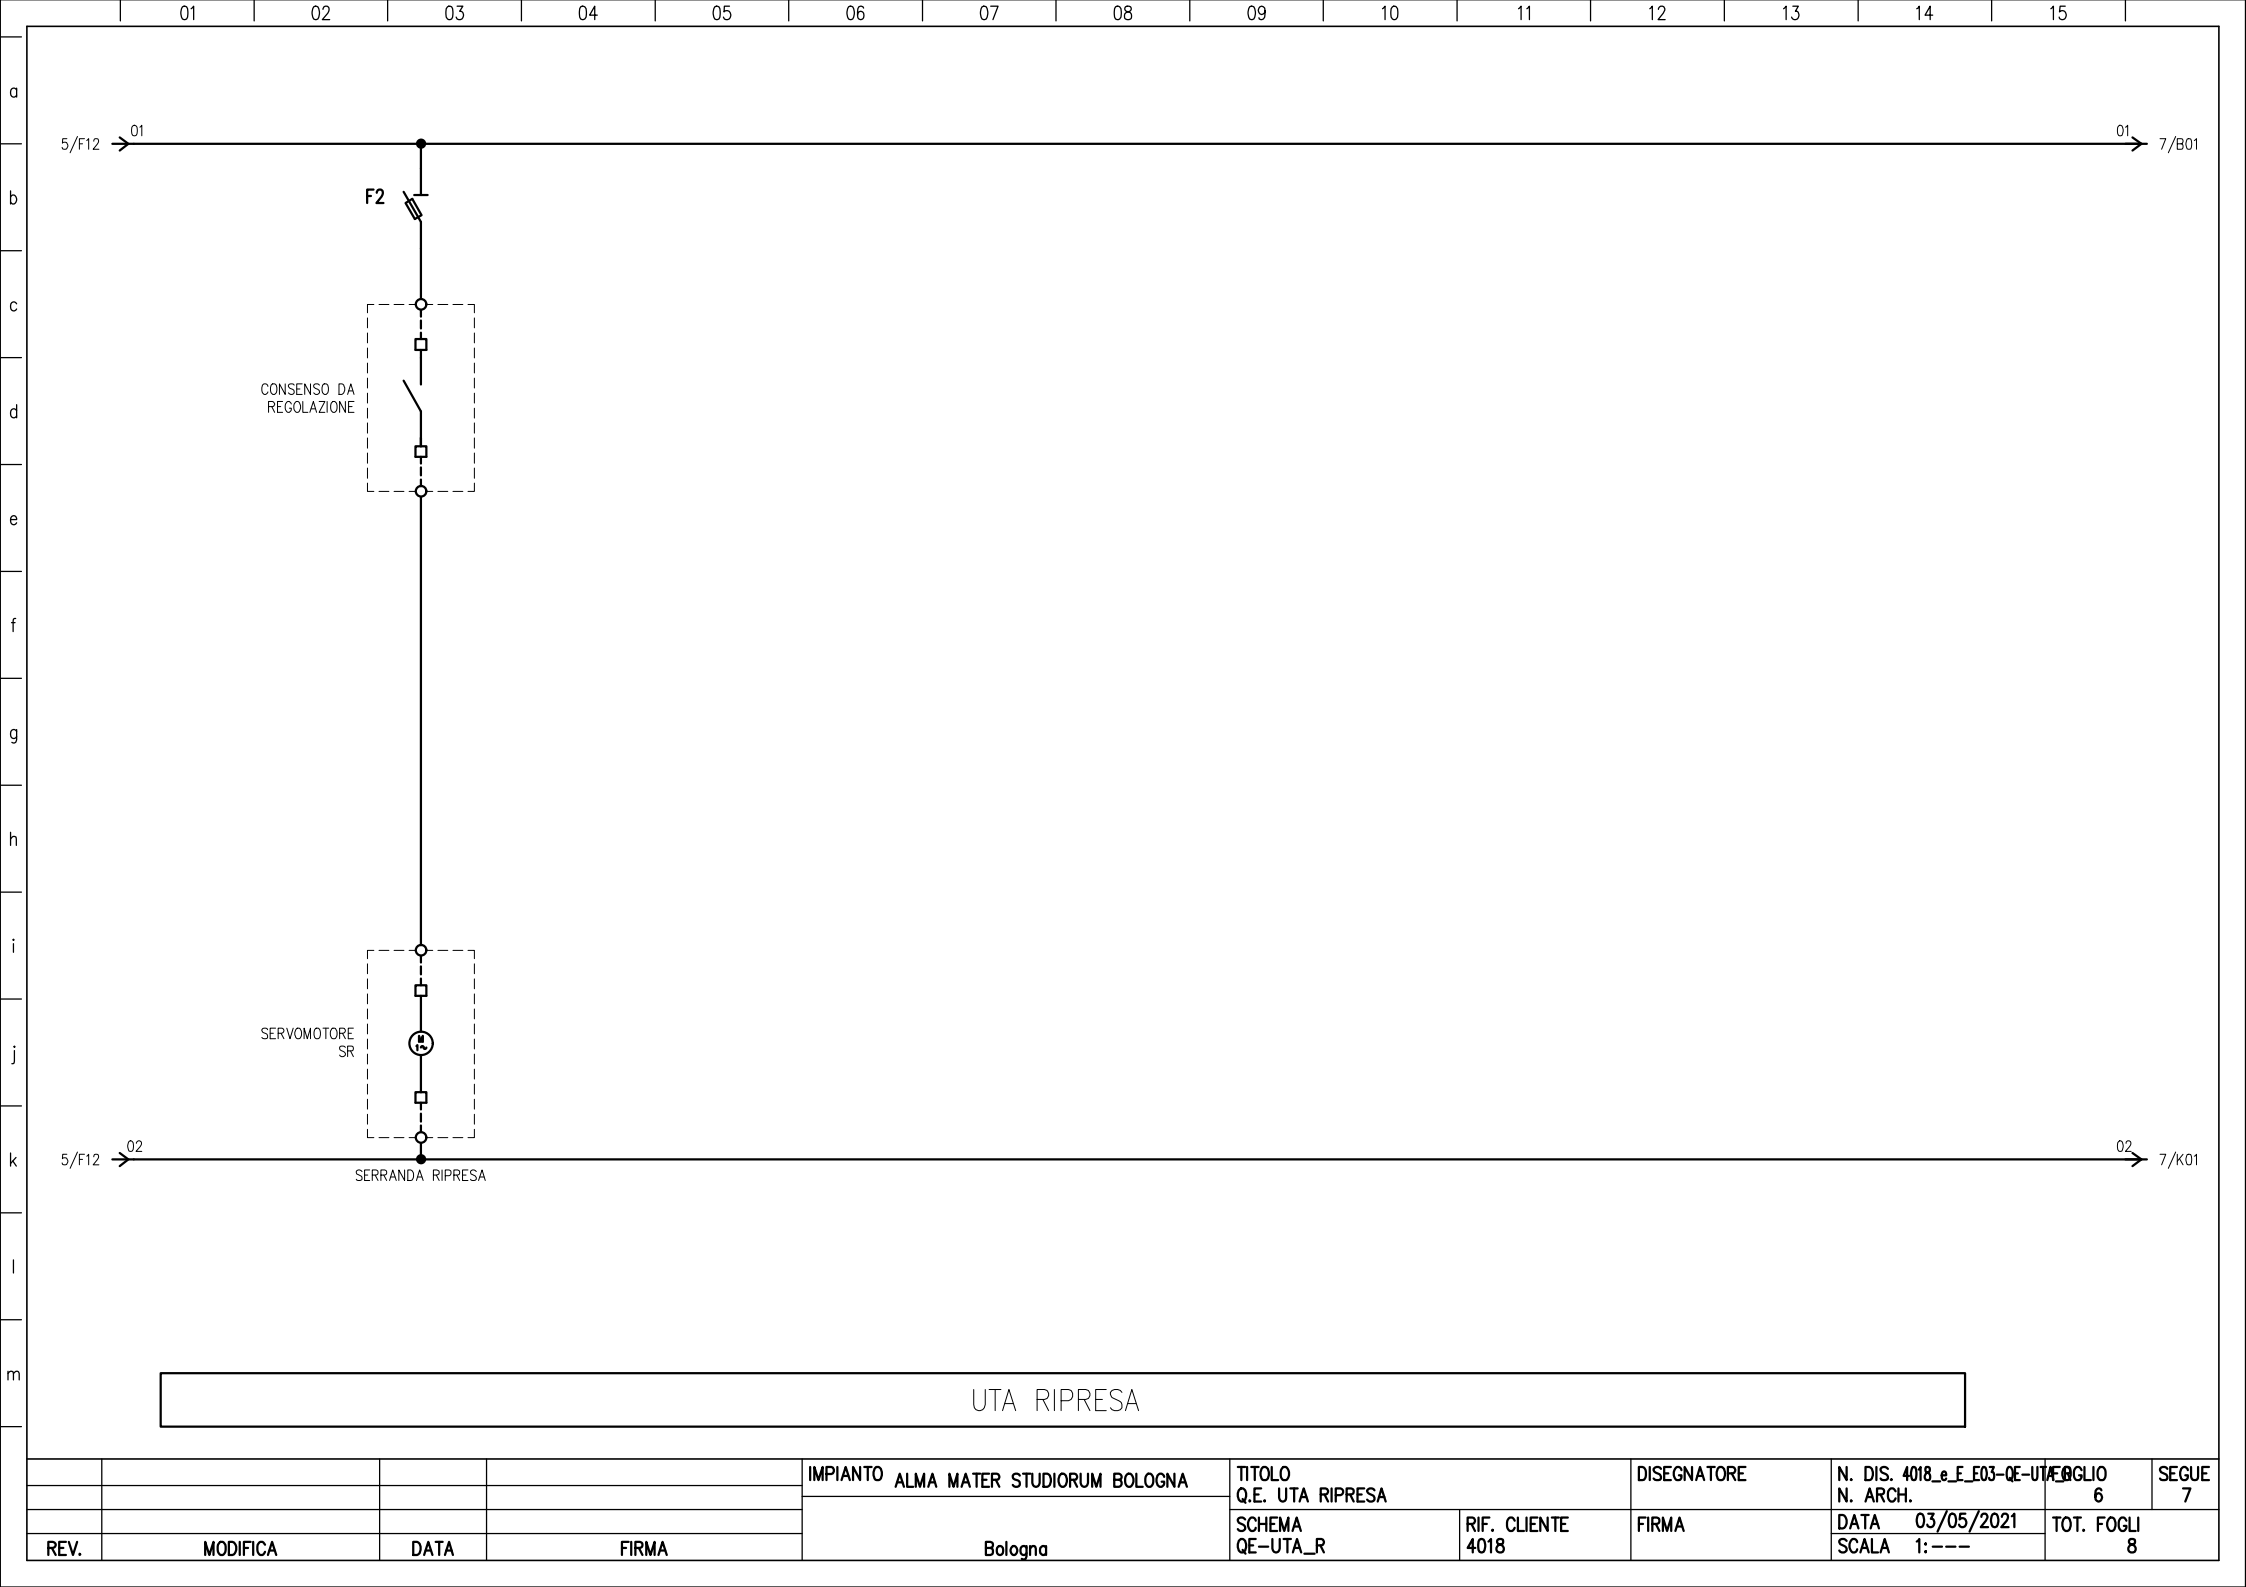 01 02 03 04 05 06 07 08 09 10 11 12 13 14 15
a
01 01
5/F12 7/B01
b
F2
c
CONSENSO DA
REGOLAZIONE
d
e
f
g
h
i
SERVOMOTORE
SR
j
02 02
5/F12 7/K01
k
SERRANDA RIPRESA
l
m
UTA RIPRESA
M
1~
REV. MODIFICA DATA FIRMA
IMPIANTO ALMA MATER STUDIORUM BOLOGNA
Bologna
TITOLO
Q.E. UTA RIPRESA
SCHEMA
QE-UTA_R
RIF. CLIENTE
4018
DISEGNATORE
FIRMA
N. DIS. 4018_e_E_E03-QE-UTA_R
N. ARCH.
DATA 03/05/2021
SCALA 1:---
FOGLIO
6
SEGUE
7
TOT. FOGLI
8